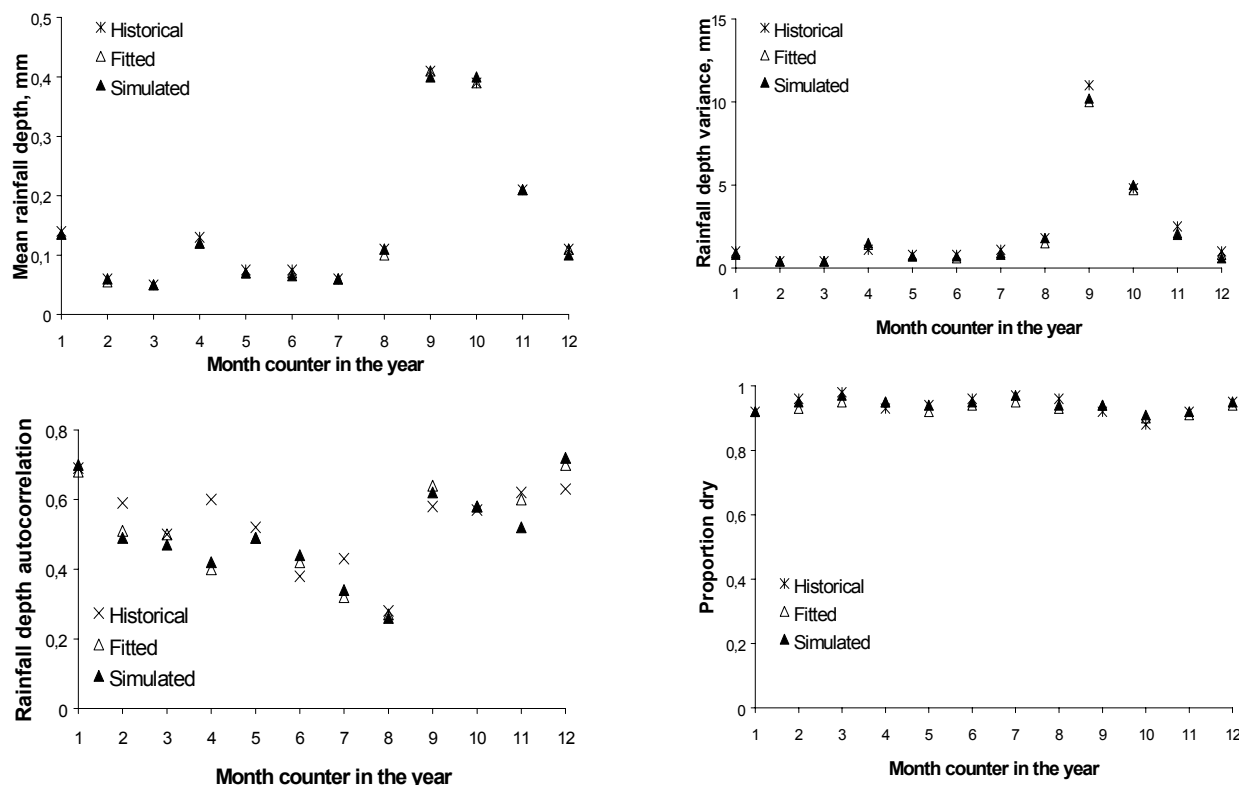 Mean rainfall depth, mm
0,5
0,4
0,3
0,2
0,1
0
Historical
Fitted
Simulated
1 2 3 4 5 6 7 8 9 10 11 12
Month counter in the year
Rainfall depth variance, mm
15
10
5
0
Historical
Fitted
Simulated
1 2 3 4 5 6 7 8 9 10 11 12
Month counter in the year
Rainfall depth autocorrelation
0,8
0,6
0,4
0,2
0
Historical
Fitted
Simulated
1 2 3 4 5 6 7 8 9 10 11 12
Month counter in the year
Proportion dry
1
0,8
0,6
0,4
0,2
0
Historical
Fitted
Simulated
1 2 3 4 5 6 7 8 9 10 11 12
Month counter in the year